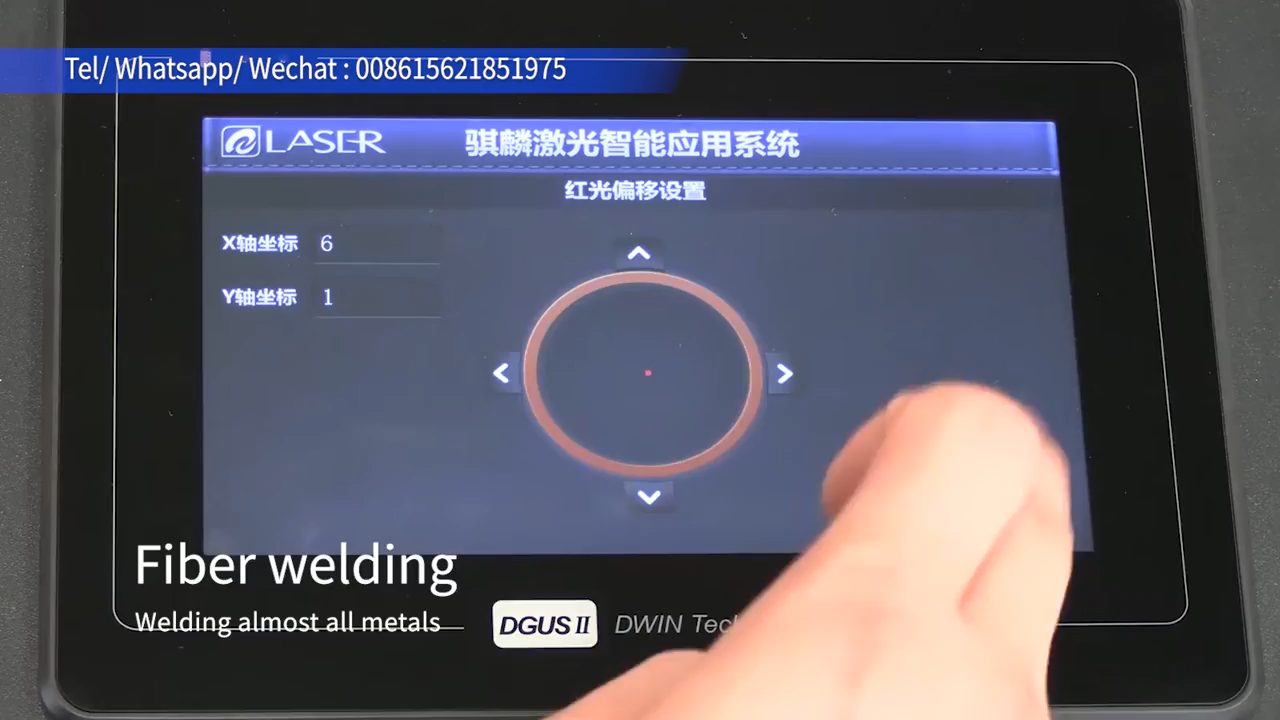 Tel/ Whatsapp/ Wechat : 008615621851975
LASER
骐麟激光智能应用系统
红光偏移设置
X轴坐标 6
Y轴坐标 1
Fiber welding
Welding almost all metals
DGUS II
DWIN